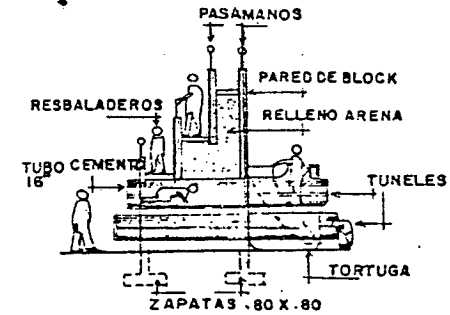 PASAMANOS
PARED DE BLOCK
RESBALADEROS
RELLENO ARENA
TUBO CEMENTO
16"
TUNELES
TORTUGA
ZAPATAS .80 X .80